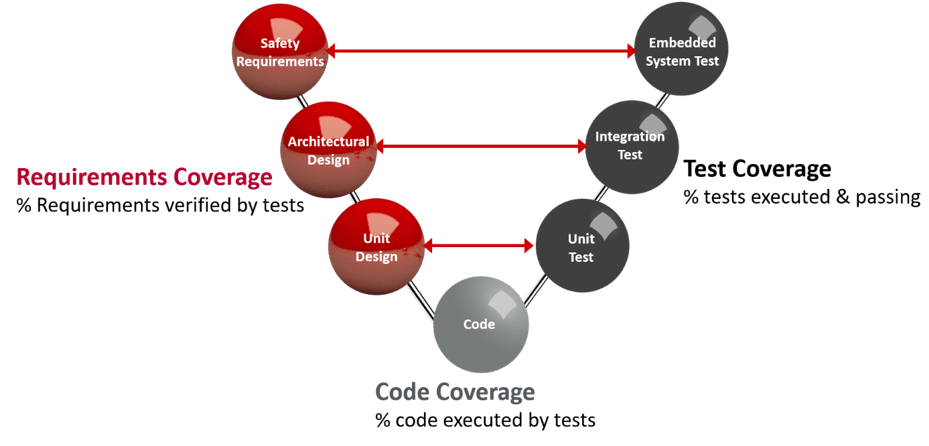 Safety
Requirements
Embedded
System Test
Architectural
Design
Integration
Test
Requirements Coverage
% Requirements verified by tests
Test Coverage
% tests executed & passing
Unit
Design
Unit
Test
Code
Code Coverage
% code executed by tests